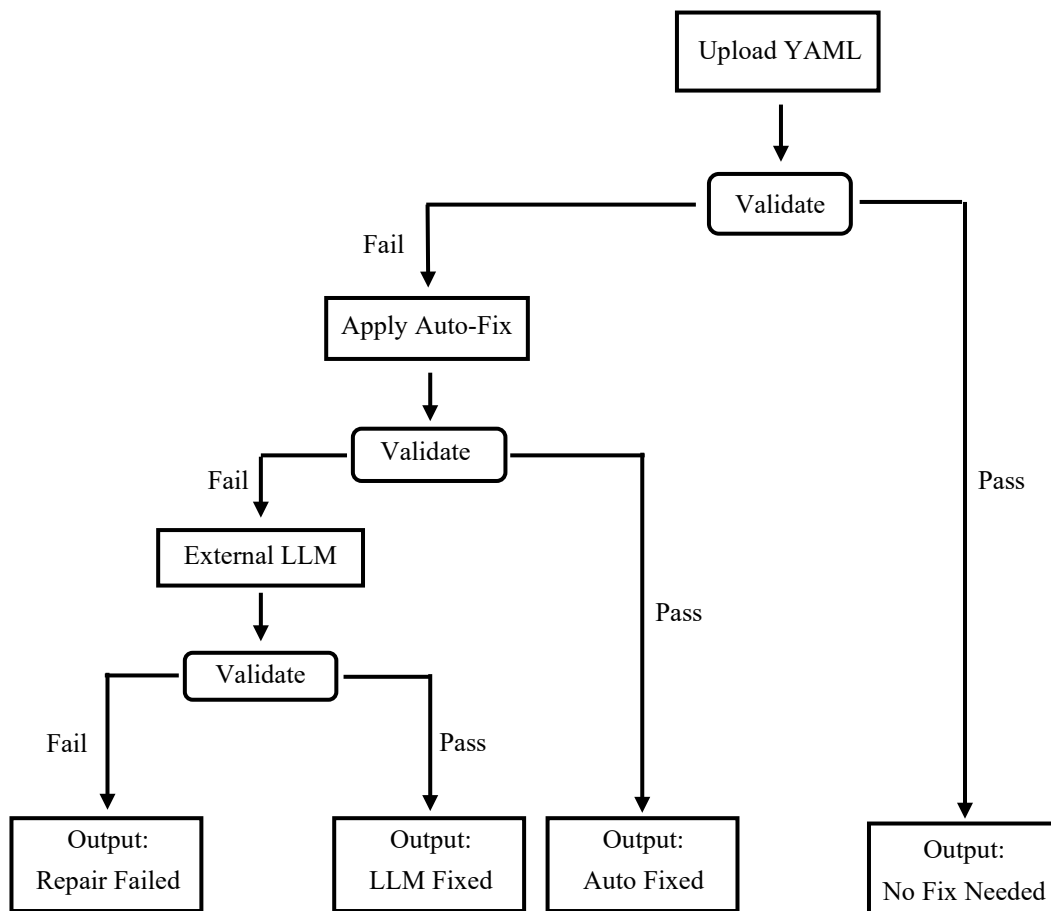 Upload YAML
Validate
Fail
Apply Auto-Fix
Validate
Fail
Pass
External LLM
Pass
Validate
Fail
Pass
Output:
Repair Failed
Output:
LLM Fixed
Output:
Auto Fixed
Output:
No Fix Needed